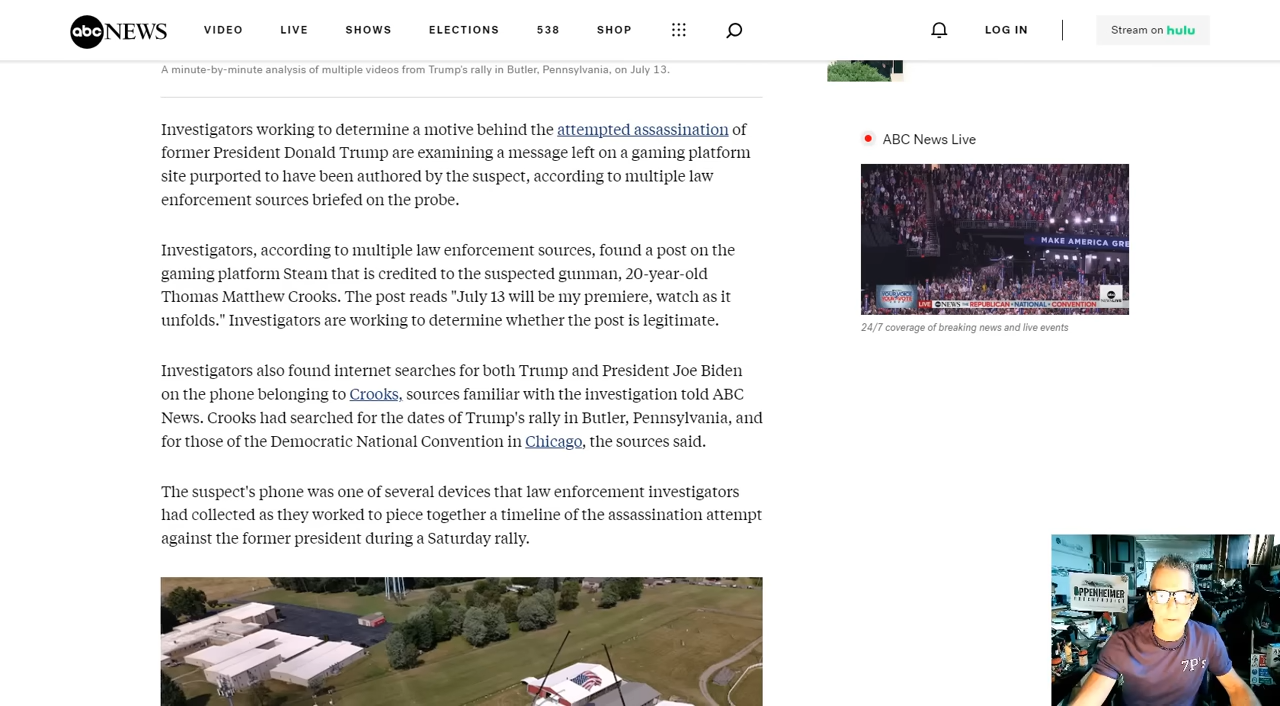 abc NEWS VIDEO LIVE SHOWS ELECTIONS 538 SHOP LOG IN Stream on hulu
A minute-by-minute analysis of multiple videos from Trump's rally in Butler, Pennsylvania, on July 13.
Investigators working to determine a motive behind the attempted assassination of
former President Donald Trump are examining a message left on a gaming platform
site purported to have been authored by the suspect, according to multiple law
enforcement sources briefed on the probe.
Investigators, according to multiple law enforcement sources, found a post on the
gaming platform Steam that is credited to the suspected gunman, 20-year-old
Thomas Matthew Crooks. The post reads "July 13 will be my premiere, watch as it
unfolds." Investigators are working to determine whether the post is legitimate.
Investigators also found internet searches for both Trump and President Joe Biden
on the phone belonging to Crooks, sources familiar with the investigation told ABC
News. Crooks had searched for the dates of Trump's rally in Butler, Pennsylvania, and
for those of the Democratic National Convention in Chicago, the sources said.
The suspect's phone was one of several devices that law enforcement investigators
had collected as they worked to piece together a timeline of the assassination attempt
against the former president during a Saturday rally.
ABC News Live
MAKE AMERICA GRE
YOUR VOICE
YOUR VOTE
LIVE abc NEWS THE REPUBLICAN NATIONAL CONVENTION
24/7 coverage of breaking news and live events
OPPENHEIMER
7P's